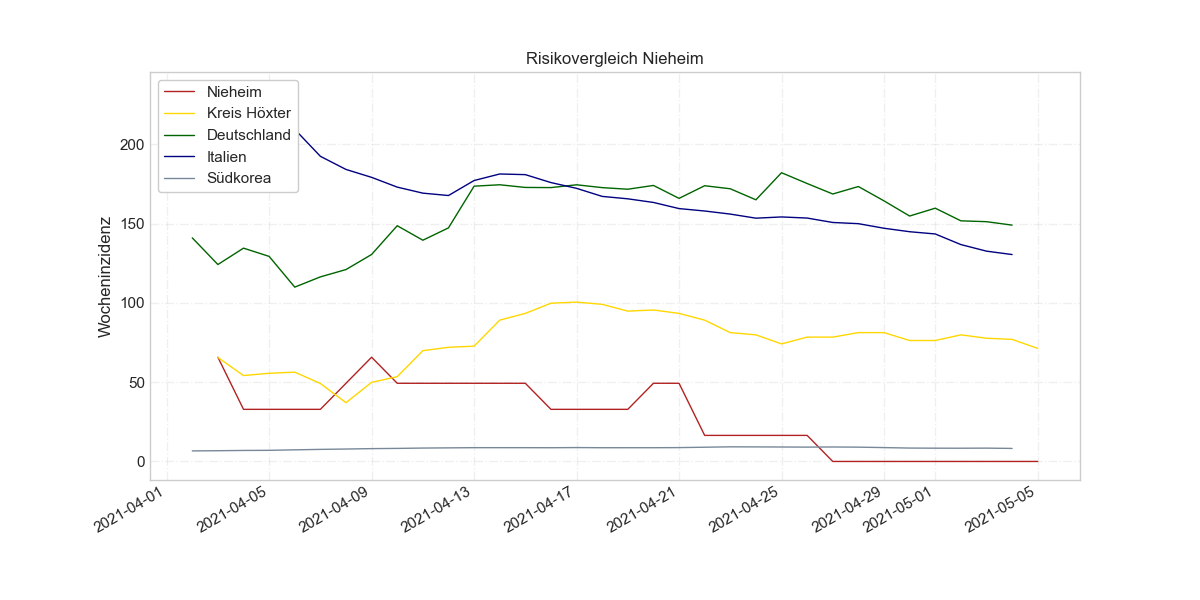 Risikovergleich Nieheim
Nieheim
Kreis Höxter
Deutschland
Italien
Südkorea
Wocheninzidenz
200
150
100
50
0
2021-04-01
2021-04-05
2021-04-09
2021-04-13
2021-04-17
2021-04-21
2021-04-25
2021-04-29
2021-05-01
2021-05-05